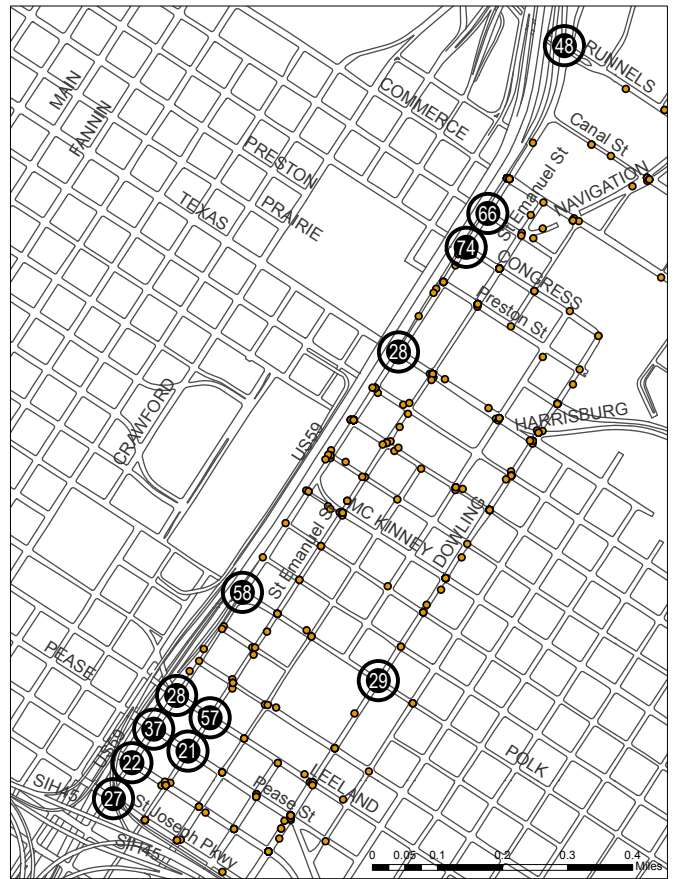 48
RUNNELS
MAIN
COMMERCE
FANNIN
Canal St
PRESTON
St Emanuel St
NAVIGATION
TEXAS
PRAIRIE
66
74
CONGRESS
Preston St
28
CRAWFORD
HARRISBURG
US59
MC KINNEY
DOWLING
St Emanuel St
58
PEASE
29
28
57
37
21
US59
22
POLK
LEELAND
Pease St
SIH45
27
St Joseph Pkwy
SIH45
0 0.05 0.1 0.2 0.3 0.4
Miles